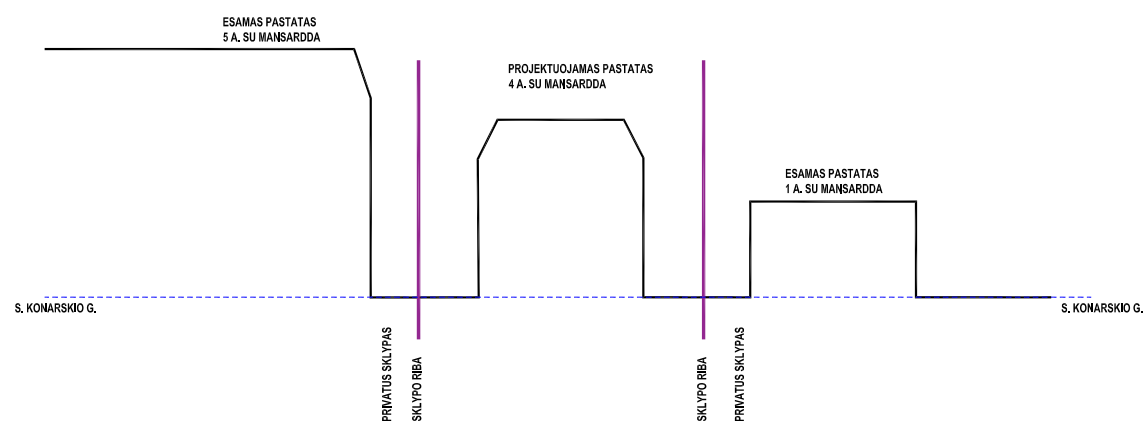 ESAMAS PASTATAS
5 A. SU MANSARDDA
PROJEKTUOJAMAS PASTATAS
4 A. SU MANSARDDA
ESAMAS PASTATAS
1 A. SU MANSARDDA
S. KONARSKIO G.
S. KONARSKIO G.
PRIVATUS SKLYPAS
SKLYPO RIBA
SKLYPO RIBA
PRIVATUS SKLYPAS